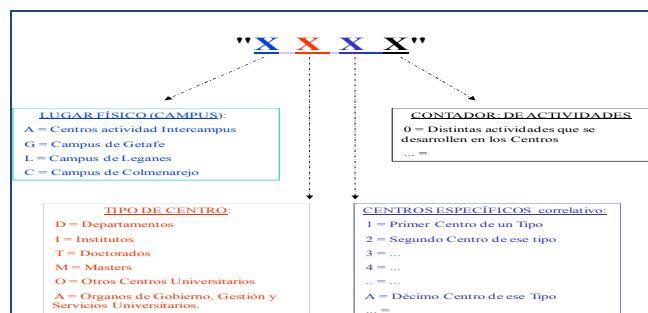 "X X X X"
LUGAR FÍSICO (CAMPUS):
A = Centros actividad Intercampus
G = Campus de Getafe
L = Campus de Leganes
C = Campus de Colmenarejo
CONTADOR: DE ACTIVIDADES
0 = Distintas actividades que se
desarrollen en los Centros
... =
TIPO DE CENTRO:
D = Departamentos
I = Institutos
T = Doctorados
M = Masters
O = Otros Centros Universitarios
A = Organos de Gobierno, Gestión y
Servicios Universitarios.
CENTROS ESPECÍFICOS correlativo:
1 = Primer Centro de un Tipo
2 = Segundo Centro de ese tipo
3 = ...
4 = ...
.. = ...
A = Décimo Centro de ese Tipo
... =